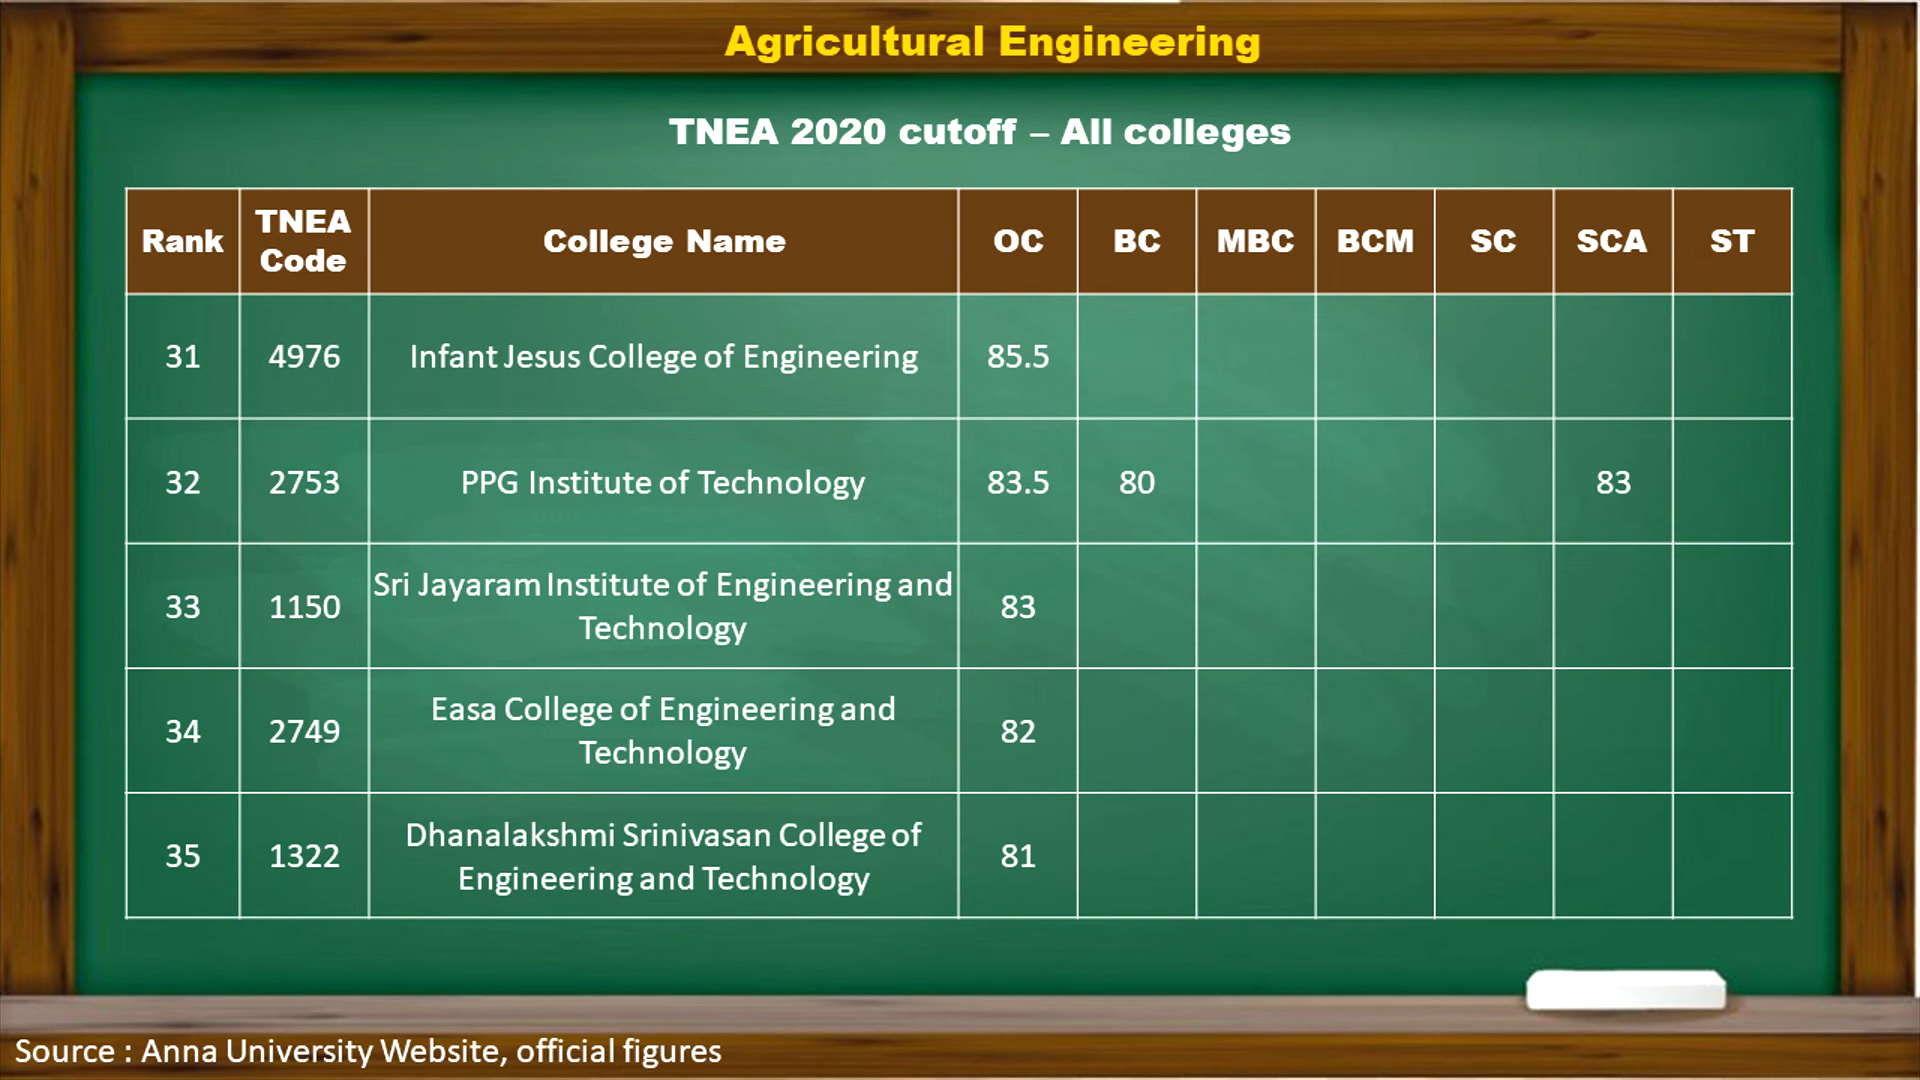 Agricultural Engineering
TNEA 2020 cutoff – All colleges
Rank TNEA Code College Name OC BC MBC BCM SC SCA ST
31 4976 Infant Jesus College of Engineering 85.5
32 2753 PPG Institute of Technology 83.5 80 83
33 1150 Sri Jayaram Institute of Engineering and Technology 83
34 2749 Easa College of Engineering and Technology 82
35 1322 Dhanalakshmi Srinivasan College of Engineering and Technology 81
Source : Anna University Website, official figures